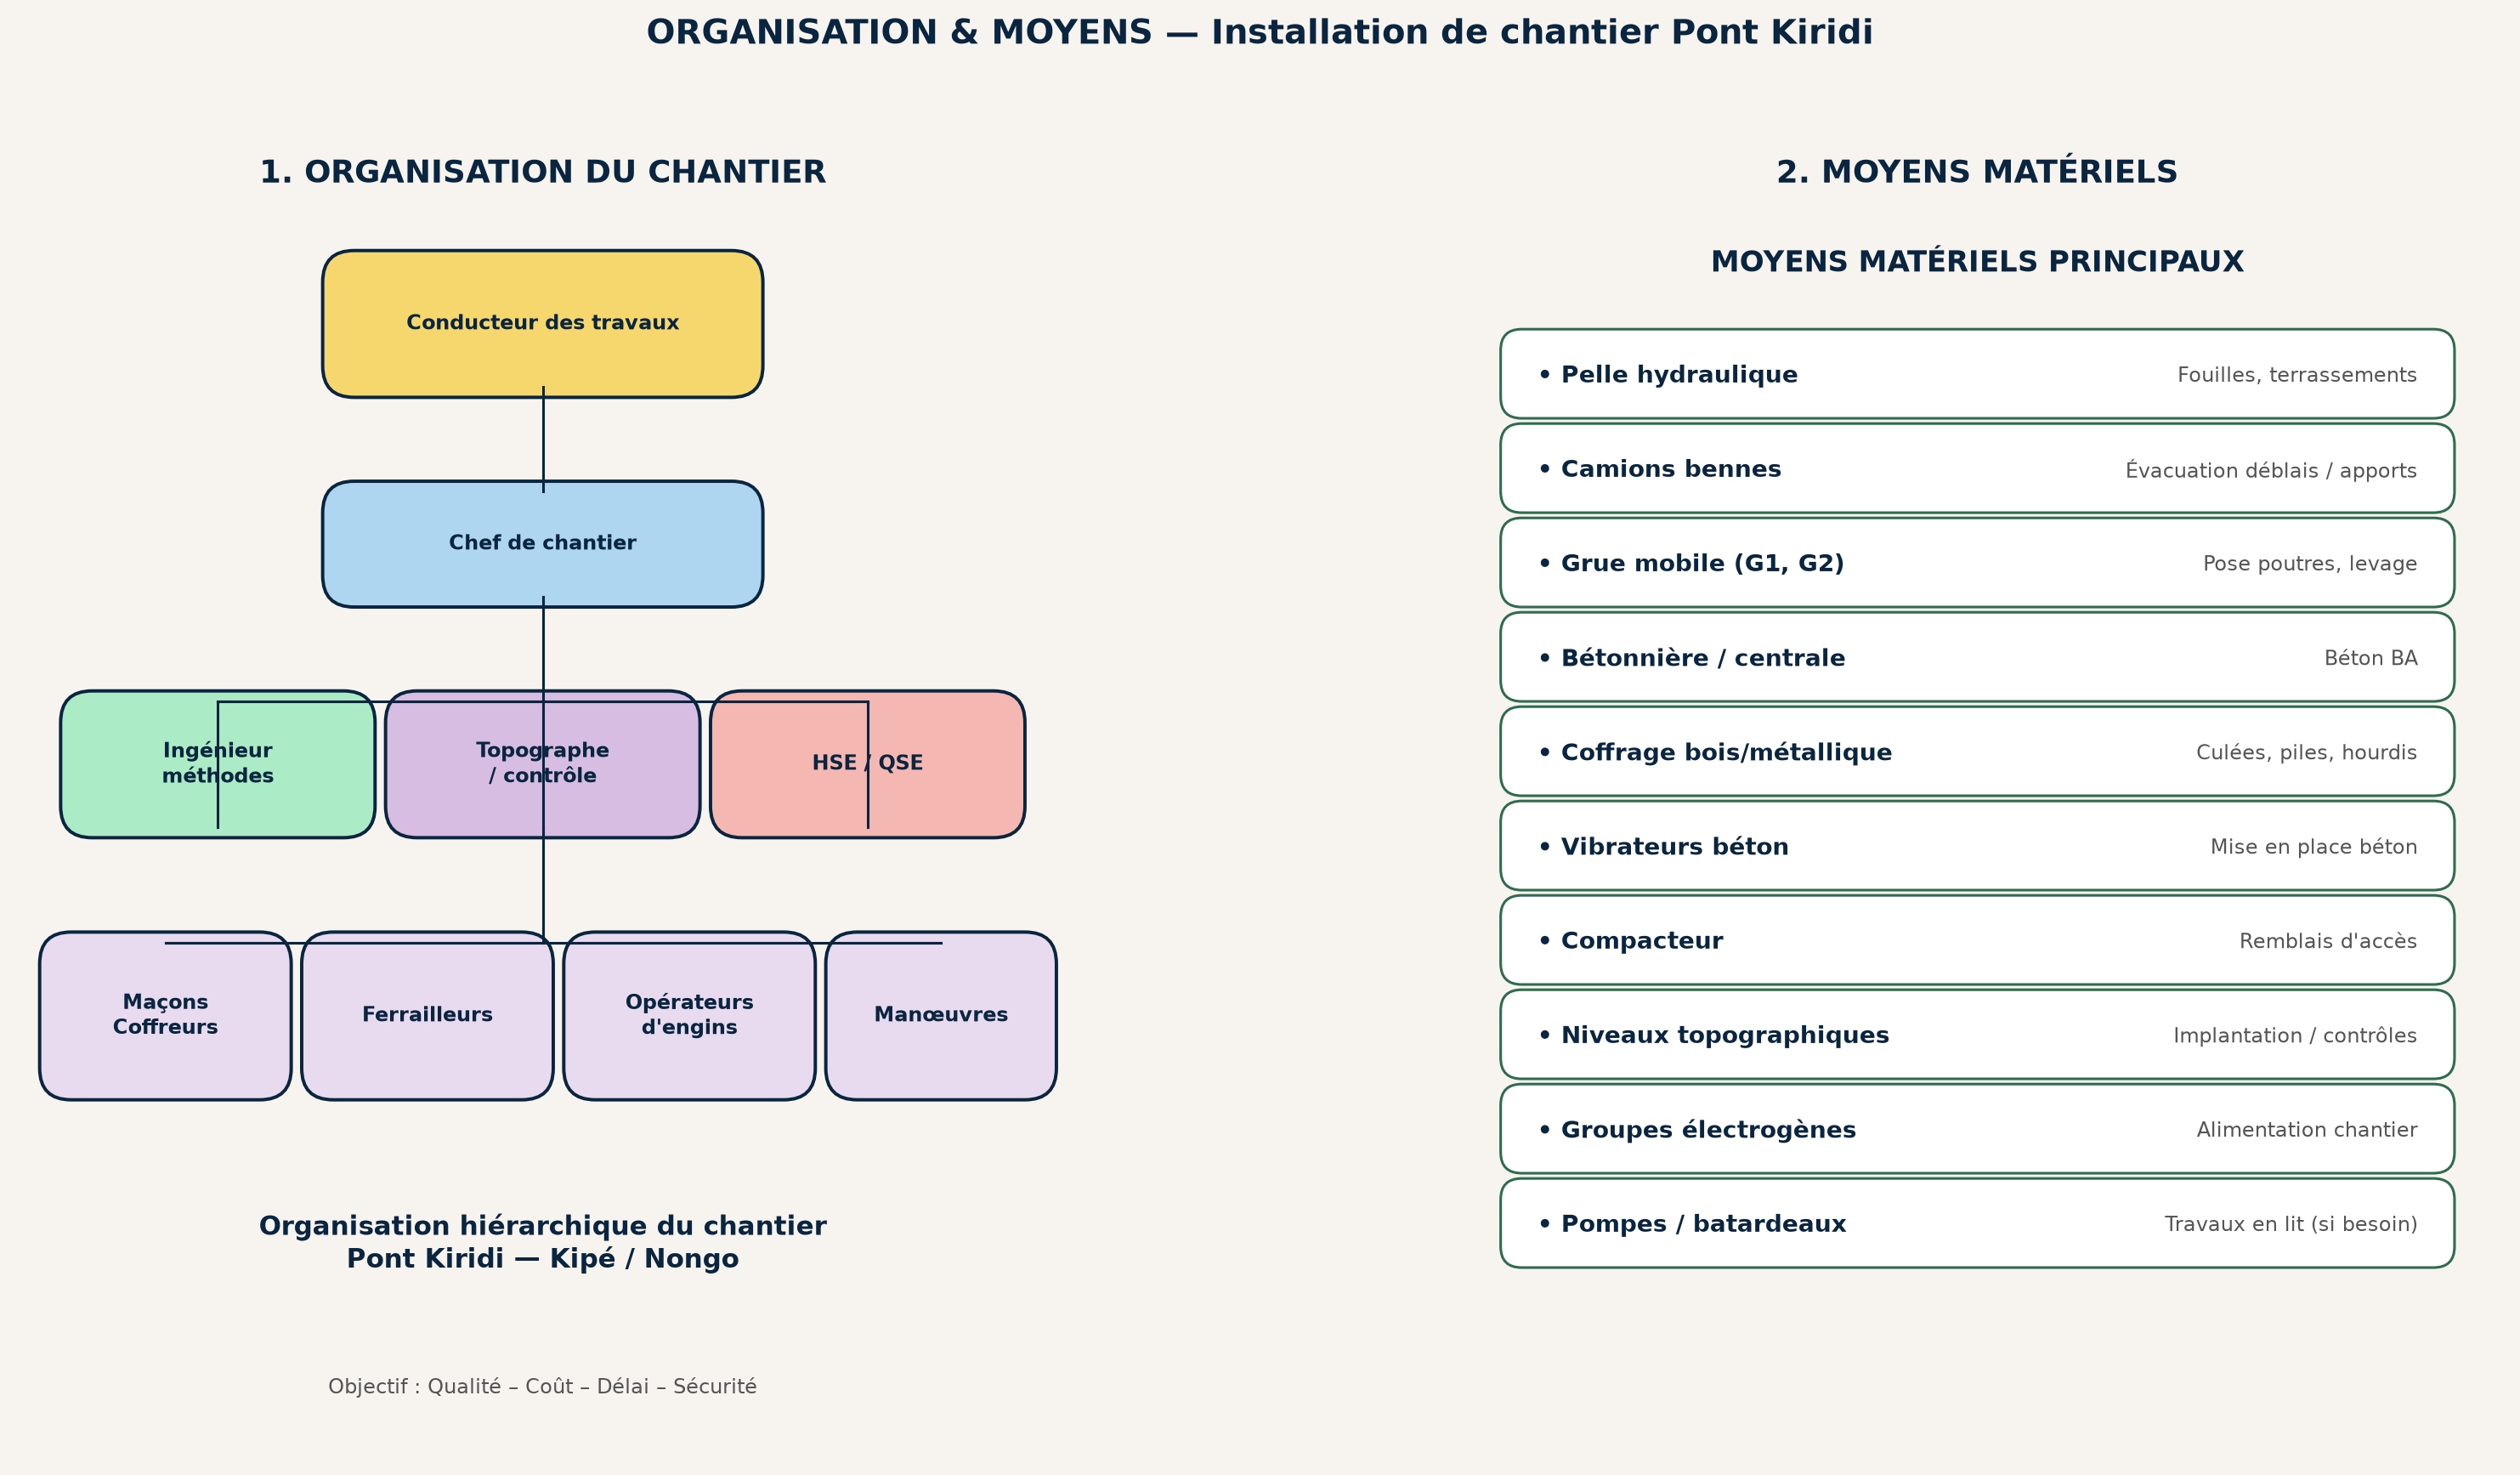 ORGANISATION & MOYENS — Installation de chantier Pont Kiridi
1. ORGANISATION DU CHANTIER
Conducteur des travaux
Chef de chantier
Ingénieur
méthodes
Topographe
/ contrôle
HSE / QSE
Maçons
Coffreurs
Ferrailleurs
Opérateurs
d'engins
Manœuvres
Organisation hiérarchique du chantier
Pont Kiridi — Kipé / Nongo
Objectif : Qualité – Coût – Délai – Sécurité
2. MOYENS MATÉRIELS
MOYENS MATÉRIELS PRINCIPAUX
• Pelle hydraulique Fouilles, terrassements
• Camions bennes Évacuation déblais / apports
• Grue mobile (G1, G2) Pose poutres, levage
• Bétonnière / centrale Béton BA
• Coffrage bois/métallique Culées, piles, hourdis
• Vibrateurs béton Mise en place béton
• Compacteur Remblais d'accès
• Niveaux topographiques Implantation / contrôles
• Groupes électrogènes Alimentation chantier
• Pompes / batardeaux Travaux en lit (si besoin)